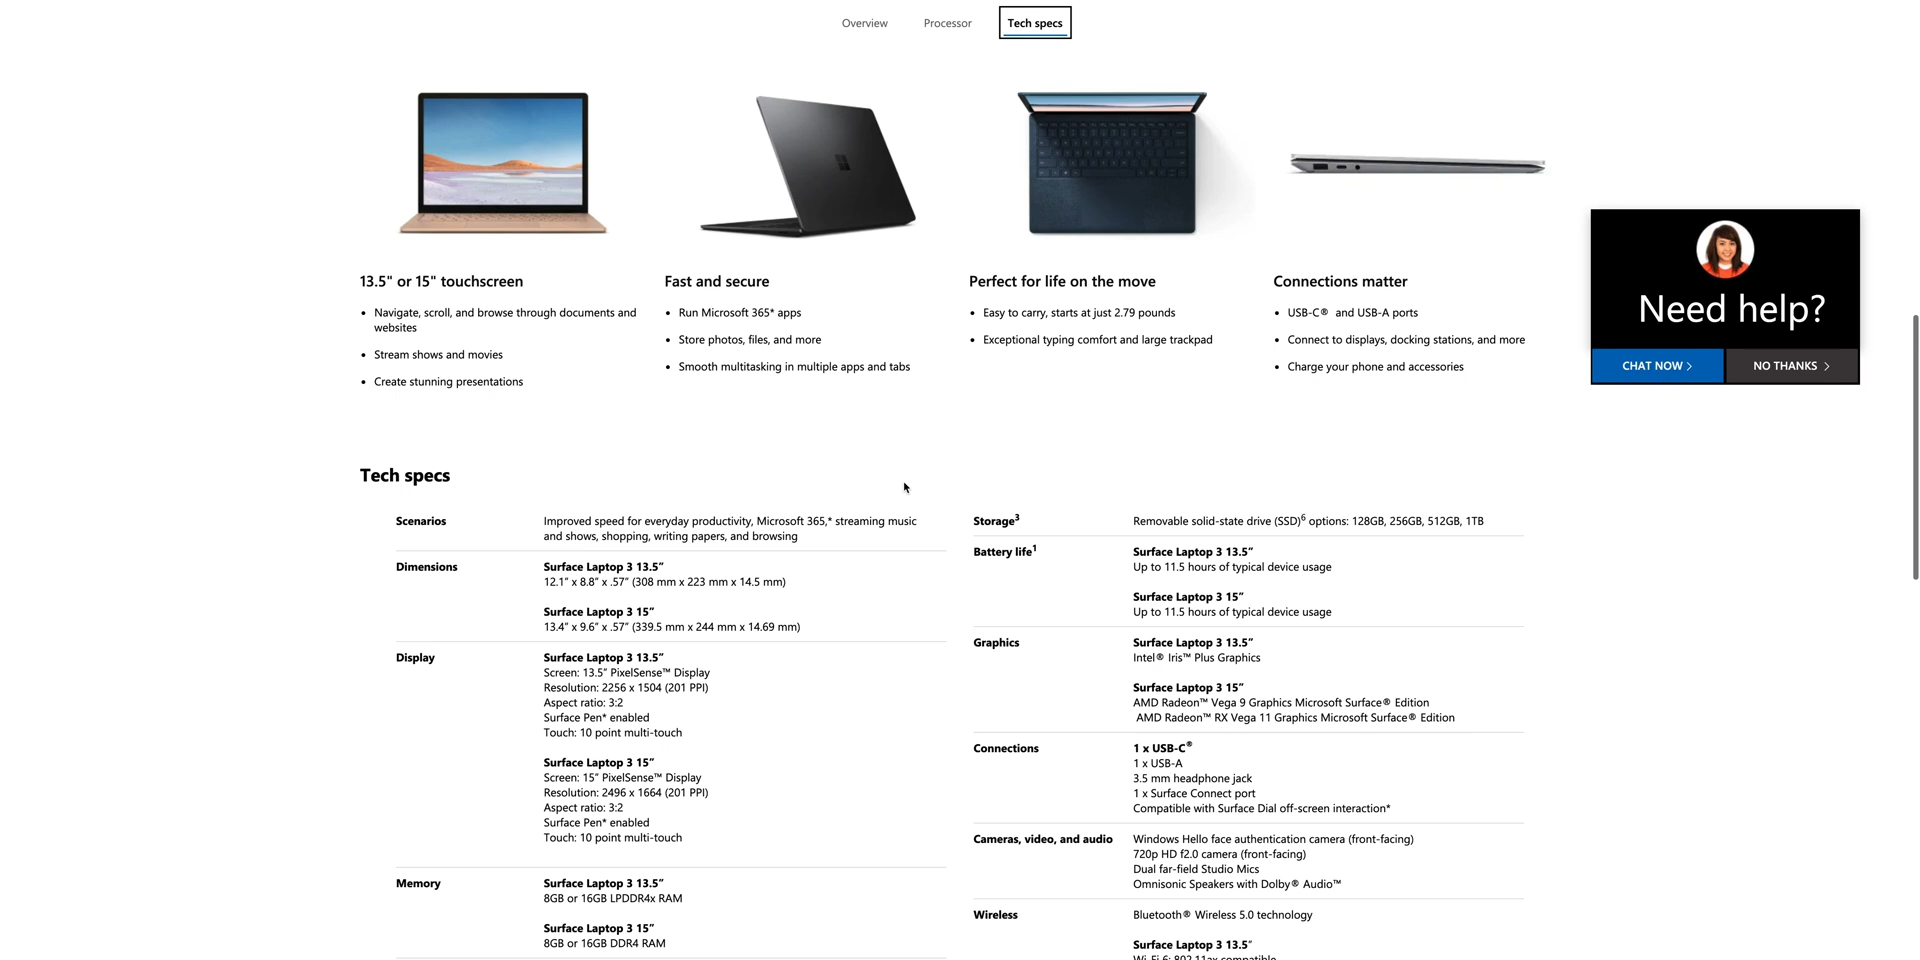 Overview
Processor
Tech specs
13.5" or 15" touchscreen
• Navigate, scroll, and browse through documents and
websites
• Stream shows and movies
• Create stunning presentations
Fast and secure
• Run Microsoft 365* apps
• Store photos, files, and more
• Smooth multitasking in multiple apps and tabs
Perfect for life on the move
• Easy to carry, starts at just 2.79 pounds
• Exceptional typing comfort and large trackpad
Connections matter
• USB-C® and USB-A ports
• Connect to displays, docking stations, and more
• Charge your phone and accessories
Need help?
CHAT NOW >
NO THANKS >
Tech specs
Scenarios
Improved speed for everyday productivity, Microsoft 365,* streaming music
and shows, shopping, writing papers, and browsing
Dimensions
Surface Laptop 3 13.5”
12.1” x 8.8” x .57” (308 mm x 223 mm x 14.5 mm)
Surface Laptop 3 15”
13.4” x 9.6” x .57” (339.5 mm x 244 mm x 14.69 mm)
Display
Surface Laptop 3 13.5”
Screen: 13.5” PixelSense™ Display
Resolution: 2256 x 1504 (201 PPI)
Aspect ratio: 3:2
Surface Pen* enabled
Touch: 10 point multi-touch
Surface Laptop 3 15”
Screen: 15” PixelSense™ Display
Resolution: 2496 x 1664 (201 PPI)
Aspect ratio: 3:2
Surface Pen* enabled
Touch: 10 point multi-touch
Memory
Surface Laptop 3 13.5”
8GB or 16GB LPDDR4x RAM
Surface Laptop 3 15”
8GB or 16GB DDR4 RAM
Storage³
Removable solid-state drive (SSD)⁶ options: 128GB, 256GB, 512GB, 1TB
Battery life¹
Surface Laptop 3 13.5”
Up to 11.5 hours of typical device usage
Surface Laptop 3 15”
Up to 11.5 hours of typical device usage
Graphics
Surface Laptop 3 13.5”
Intel® Iris™ Plus Graphics
Surface Laptop 3 15”
AMD Radeon™ Vega 9 Graphics Microsoft Surface® Edition
AMD Radeon™ RX Vega 11 Graphics Microsoft Surface® Edition
Connections
1 x USB-C®
1 x USB-A
3.5 mm headphone jack
1 x Surface Connect port
Compatible with Surface Dial off-screen interaction*
Cameras, video, and audio
Windows Hello face authentication camera (front-facing)
720p HD f2.0 camera (front-facing)
Dual far-field Studio Mics
Omnisonic Speakers with Dolby® Audio™
Wireless
Bluetooth® Wireless 5.0 technology
Surface Laptop 3 13.5”
Wi-Fi 6: 802.11ax compatible